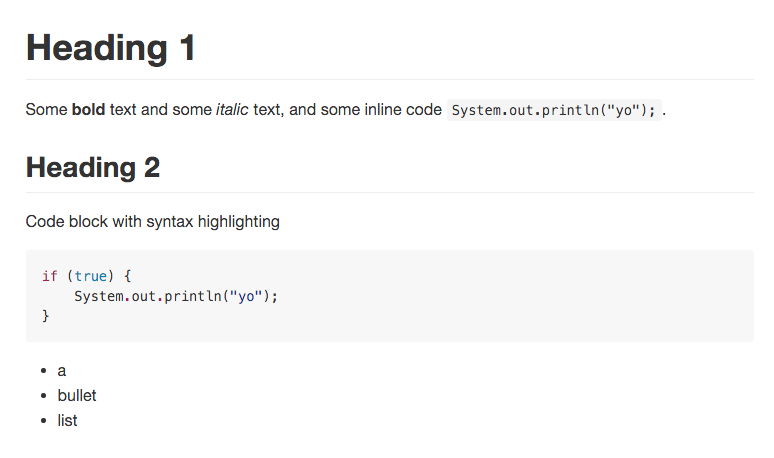 Heading 1
Some bold text and some italic text, and some inline code System.out.println("yo"); .
Heading 2
Code block with syntax highlighting
if (true) {
    System.out.println("yo");
}
• a
• bullet
• list